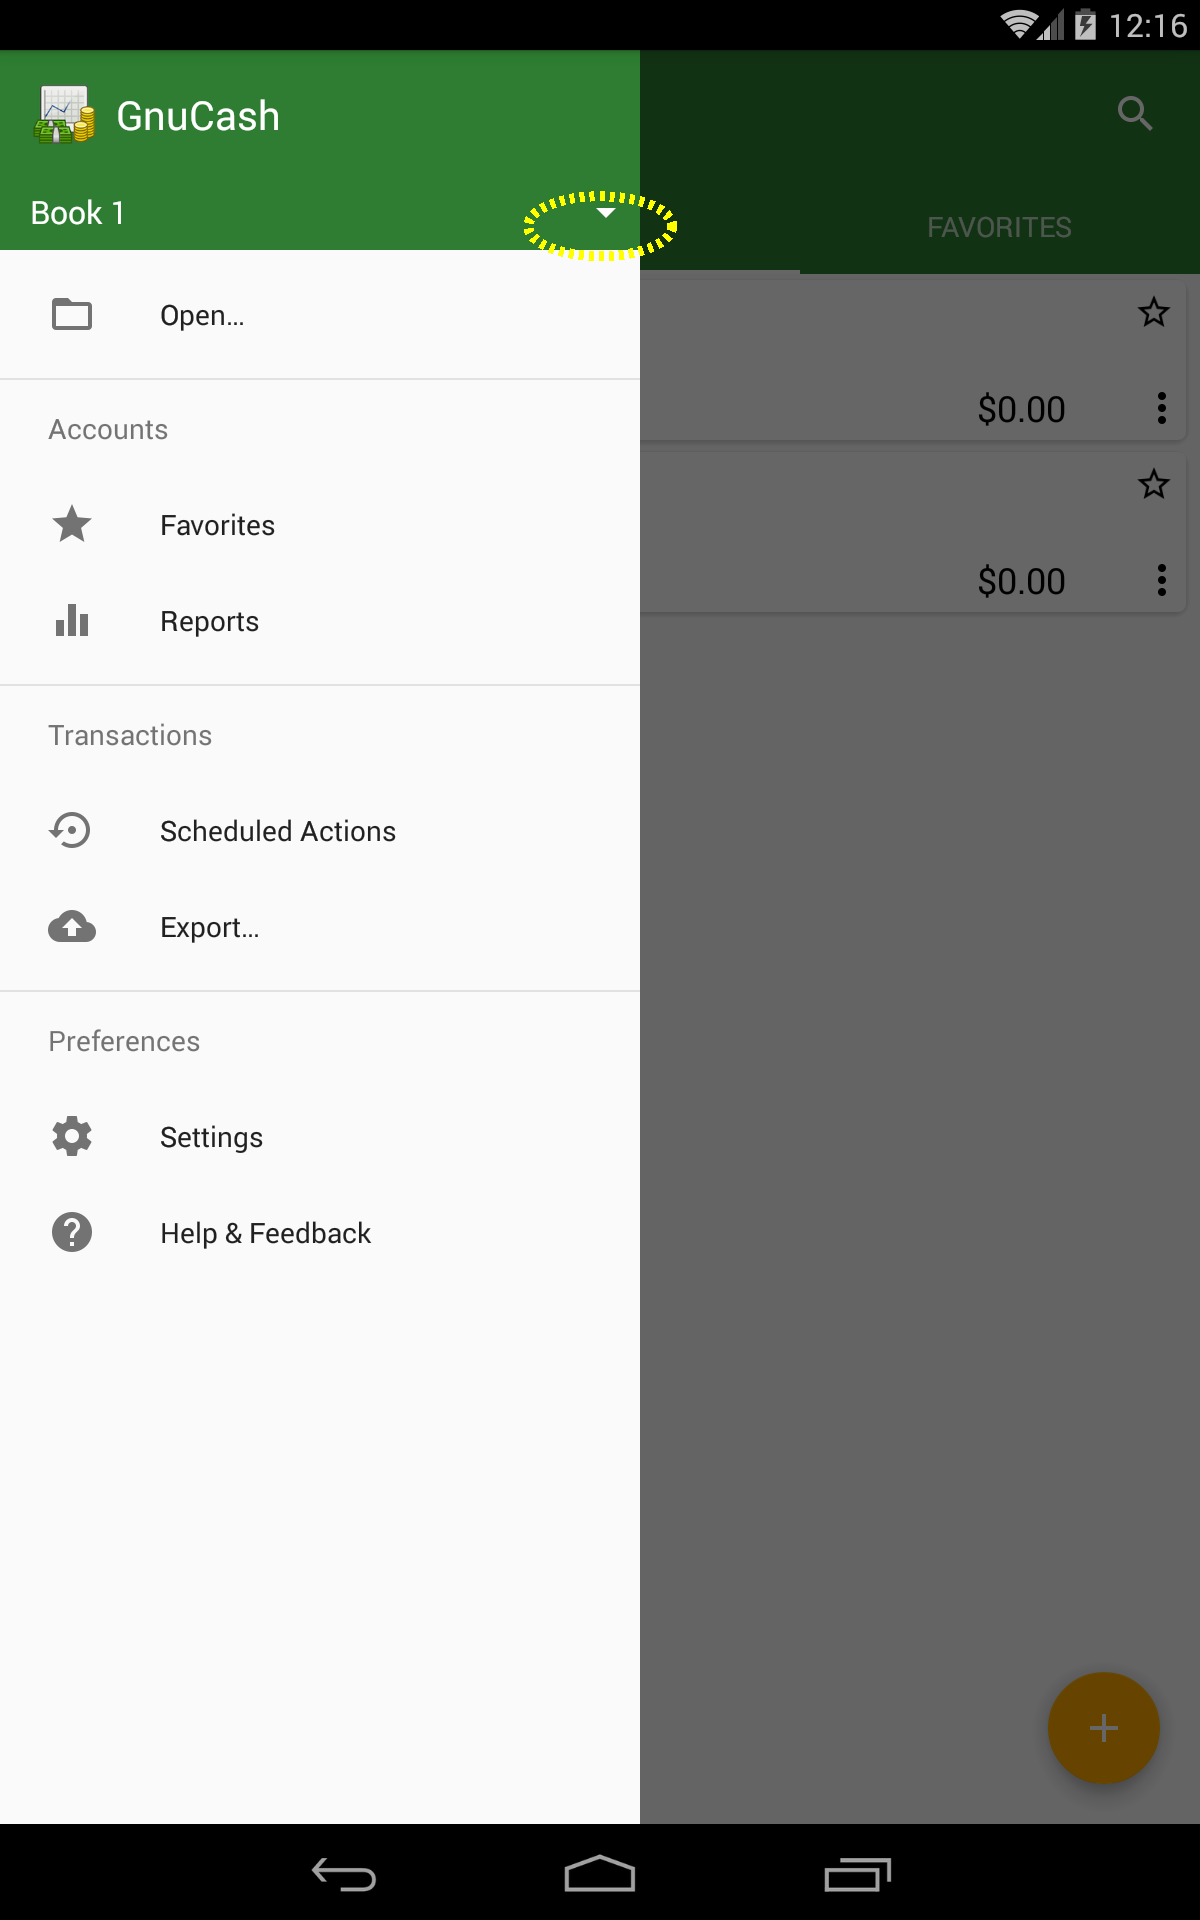 12:16
GnuCash
Book 1
FAVORITES
Open...
$0.00
Accounts
Favorites
$0.00
Reports
Transactions
Scheduled Actions
Export...
Preferences
Settings
Help & Feedback